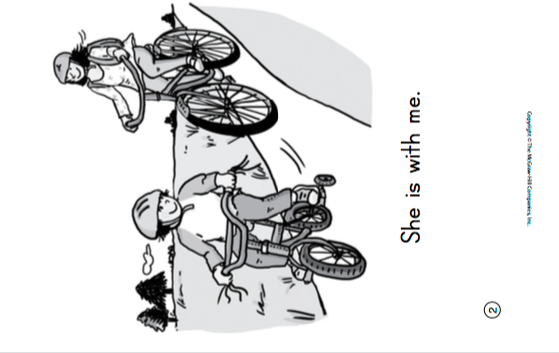 She is with me.
2
Copyright © The McGraw-Hill Companies, Inc.